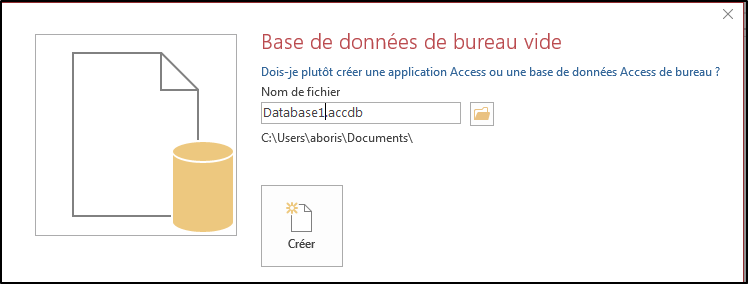 Base de données de bureau vide
Dois-je plutôt créer une application Access ou une base de données Access de bureau ?
Nom de fichier
Database1.accdb
C:\Users\aboris\Documents\
Créer